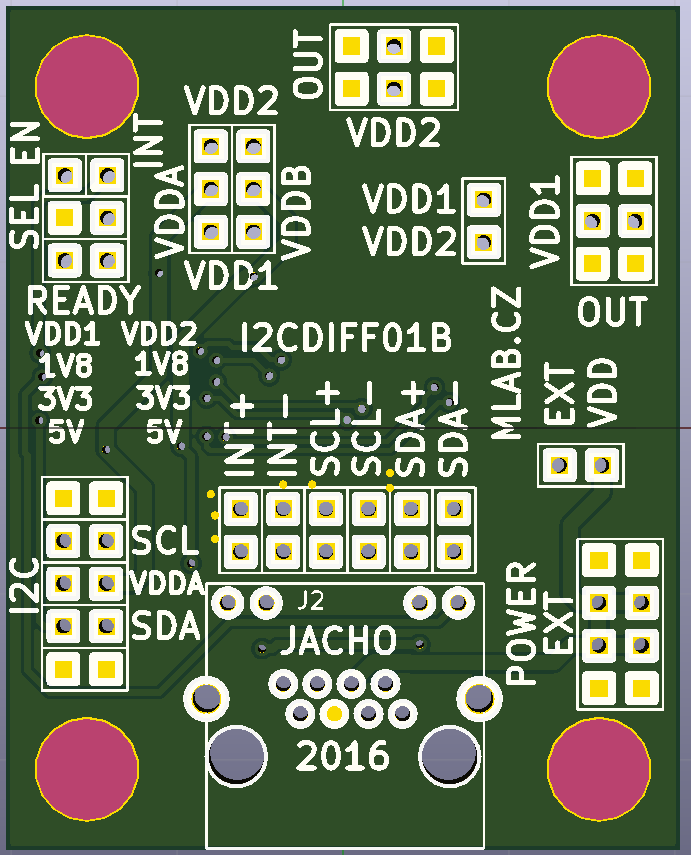 OUT
VDD2
VDD2
SEL EN
INT
VDDA
VDDB
VDD1
READY
VDD1
VDD2
VDD1
OUT
VDD1 VDD2
1V8 1V8
3V3 3V3
5V 5V
I2CDIFF01B
MLAB.CZ
INT+
INT-
SCL+
SCL-
SDA+
SDA-
EXT
VDD
I2C
SCL
VDDA
SDA
J2
JACHO
2016
POWER
EXT